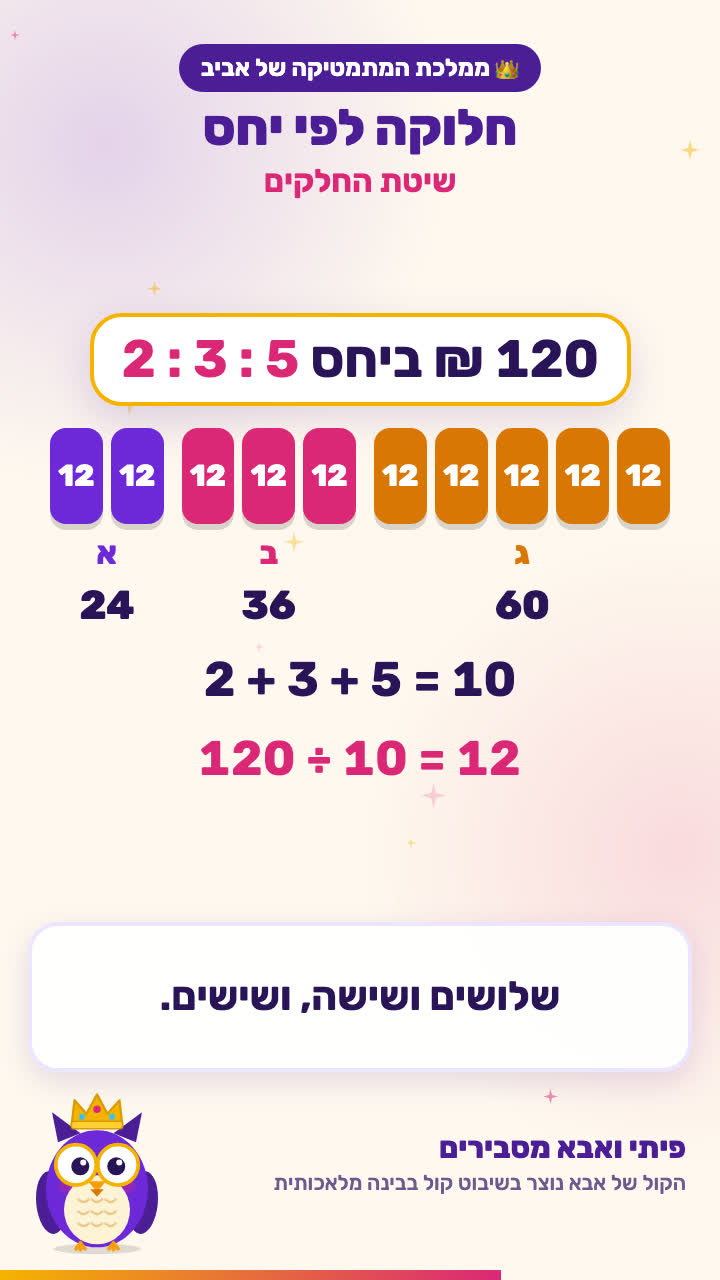 👑 ממלכת המתמטיקה של אביב
חלוקה לפי יחס
שיטת החלקים
120 ₪ ביחס 2 : 3 : 5
12 12 12 12 12 12 12 12 12 12
א ב ג
24 36 60
2 + 3 + 5 = 10
120 ÷ 10 = 12
שלושים ושישה, ושישים.
פיתי ואבא מסבירים
הקול של אבא נוצר בשיבוט קול בבינה מלאכותית